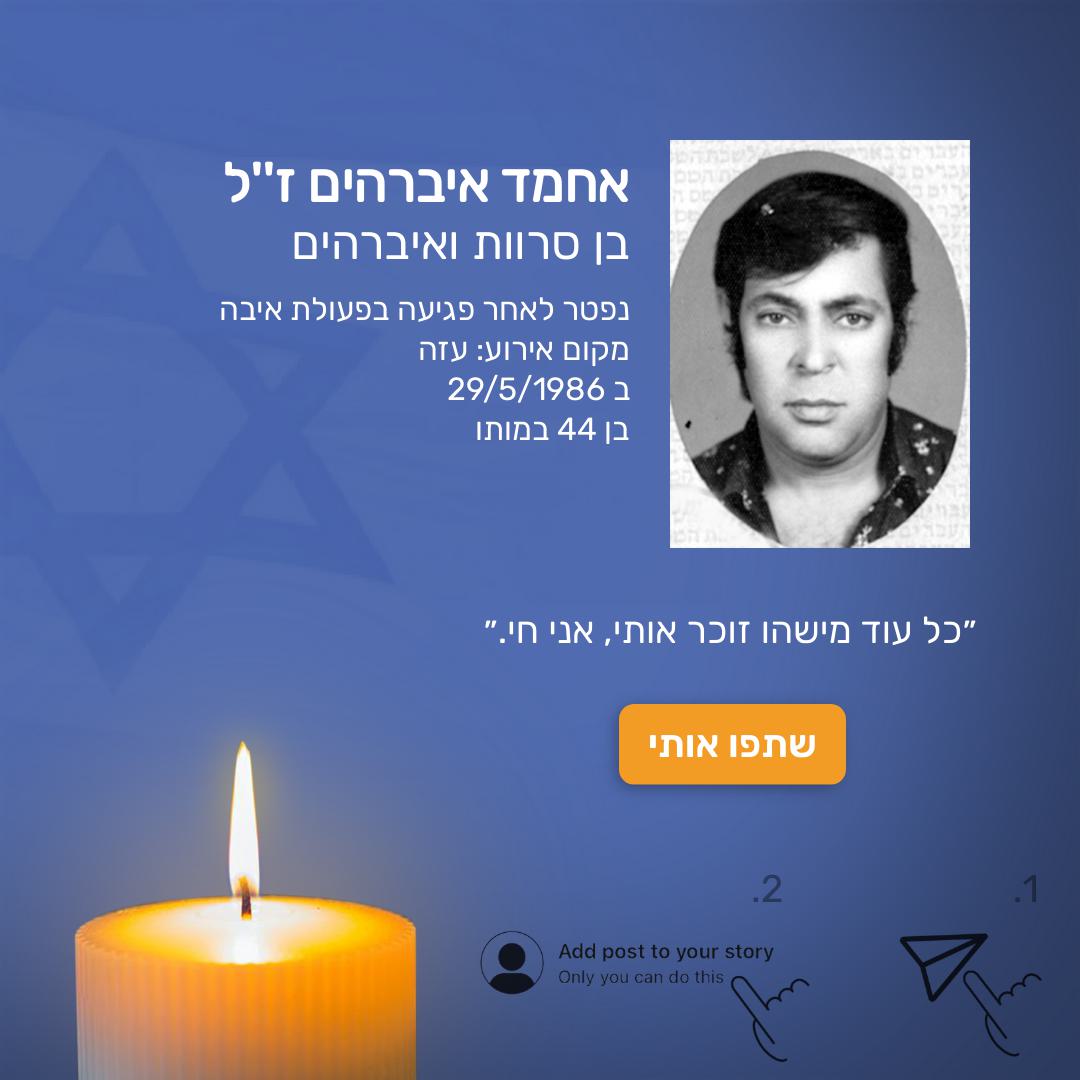 אחמד איברהים ז"ל
בן סרוות ואיברהים
נפטר לאחר פגיעה בפעולת איבה
מקום אירוע: עזה
ב 29/5/1986
בן 44 במותו
״כל עוד מישהו זוכר אותי, אני חי.״
שתפו אותי
1.
2.
Add post to your story
Only you can do this